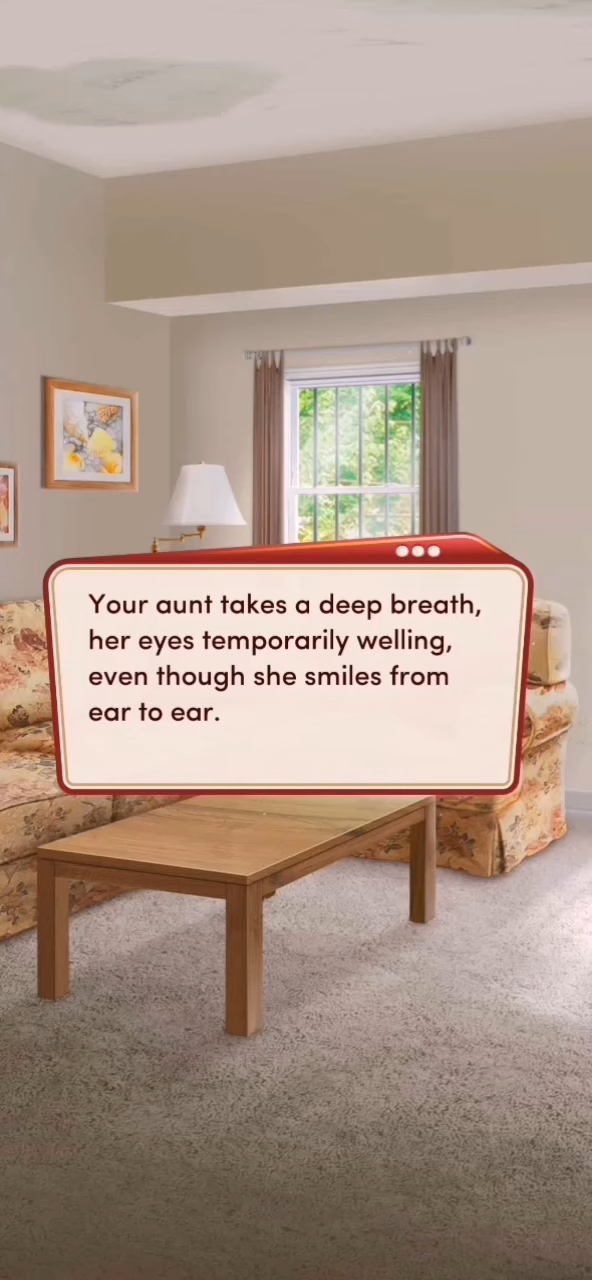 Your aunt takes a deep breath,
her eyes temporarily welling,
even though she smiles from
ear to ear.